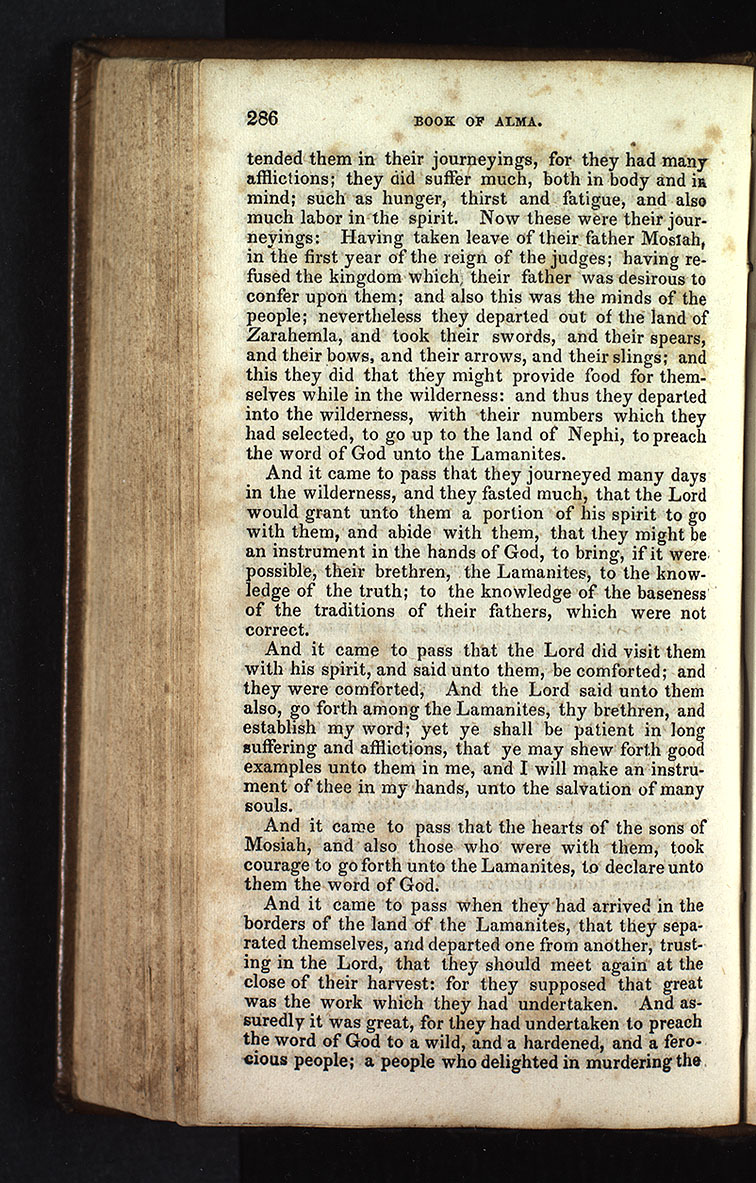 286 BOOK OF ALMA.
tended them in their journeyings, for they had many
afflictions; they did suffer much, both in body and in
mind; such as hunger, thirst and fatigue, and also
much labor in the spirit. Now these were their jour-
neyings: Having taken leave of their father Mosiah,
in the first year of the reign of the judges; having re-
fused the kingdom which, their father was desirous to
confer upon them; and also this was the minds of the
people; nevertheless they departed out of the land of
Zarahemla, and took their swords, and their spears,
and their bows, and their arrows, and their slings; and
this they did that they might provide food for them-
selves while in the wilderness: and thus they departed
into the wilderness, with their numbers which they
had selected, to go up to the land of Nephi, to preach
the word of God unto the Lamanites.
And it came to pass that they journeyed many days
in the wilderness, and they fasted much, that the Lord
would grant unto them a portion of his spirit to go
with them, and abide with them, that they might be
an instrument in the hands of God, to bring, if it were
possible, their brethren, the Lamanites, to the know-
ledge of the truth; to the knowledge of the baseness
of the traditions of their fathers, which were not
correct.
And it came to pass that the Lord did visit them
with his spirit, and said unto them, be comforted; and
they were comforted, And the Lord said unto them
also, go forth among the Lamanites, thy brethren, and
establish my word; yet ye shall be patient in long
suffering and afflictions, that ye may shew forth good
examples unto them in me, and I will make an instru-
ment of thee in my hands, unto the salvation of many
souls.
And it came to pass that the hearts of the sons of
Mosiah, and also those who were with them, took
courage to go forth unto the Lamanites, to declare unto
them the word of God.
And it came to pass when they had arrived in the
borders of the land of the Lamanites, that they sepa-
rated themselves, and departed one from another, trust-
ing in the Lord, that they should meet again at the
close of their harvest: for they supposed that great
was the work which they had undertaken. And as-
suredly it was great, for they had undertaken to preach
the word of God to a wild, and a hardened, and a fero-
cious people; a people who delighted in murdering the